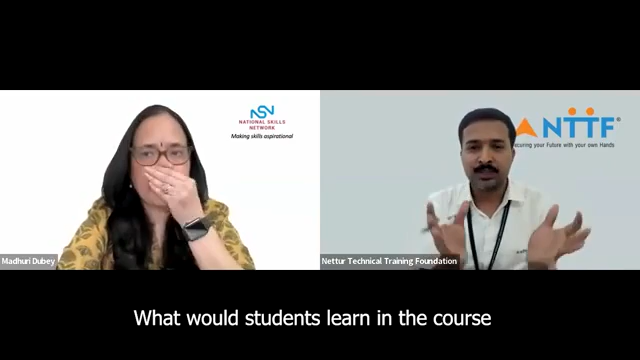 NSN
NATIONAL SKILLS
NETWORK
Making skills aspirational
NTTF®
securing your Future with your own Hands
Madhuri Dubey
Nettur Technical Training Foundation
What would students learn in the course